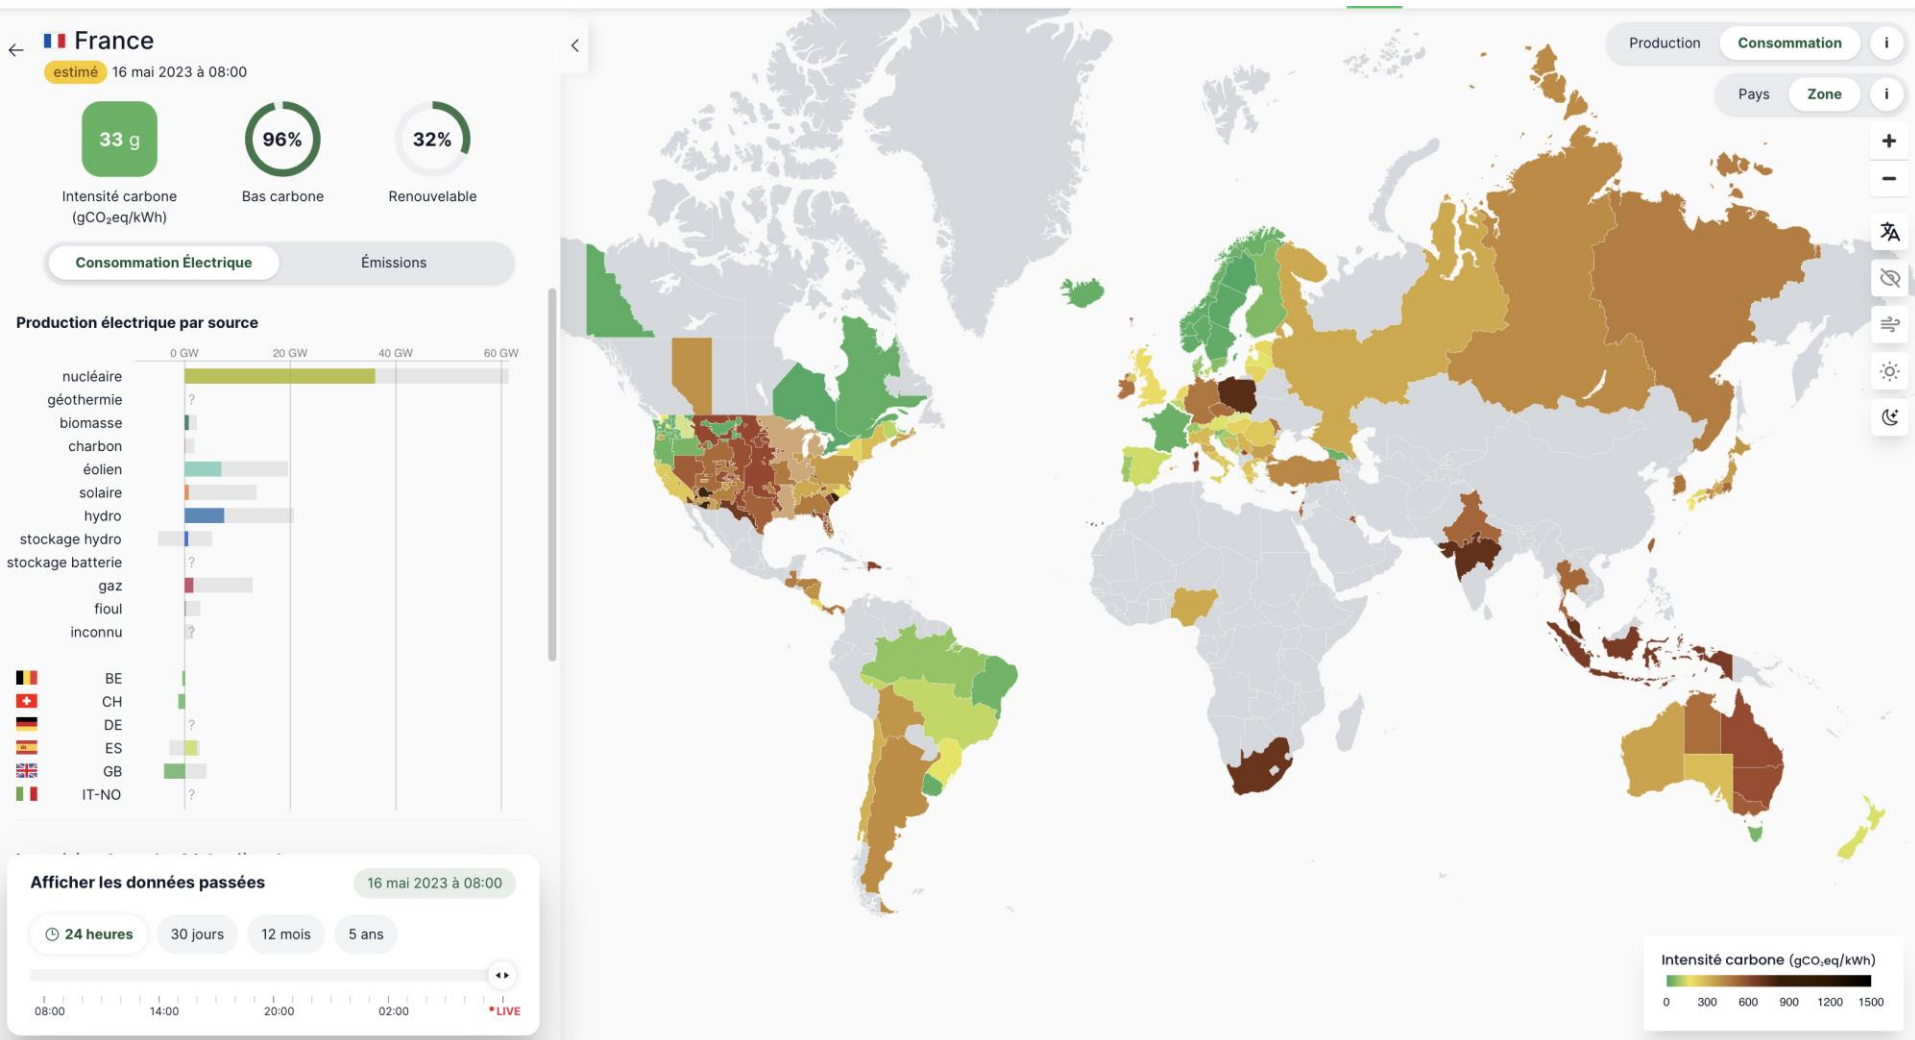 France
estimé 16 mai 2023 à 08:00
33 g
96%
32%
Intensité carbone
(gCO₂eq/kWh)
Bas carbone
Renouvelable
Consommation Électrique
Émissions
Production électrique par source
0 GW 20 GW 40 GW 60 GW
nucléaire
géothermie ?
biomasse
charbon
éolien
solaire
hydro
stockage hydro
stockage batterie ?
gaz
fioul
inconnu ?
BE
CH
DE ?
ES
GB
IT-NO ?
Afficher les données passées
16 mai 2023 à 08:00
24 heures
30 jours
12 mois
5 ans
08:00 14:00 20:00 02:00 LIVE
Production Consommation i
Pays Zone i
Intensité carbone (gCO₂eq/kWh)
0 300 600 900 1200 1500